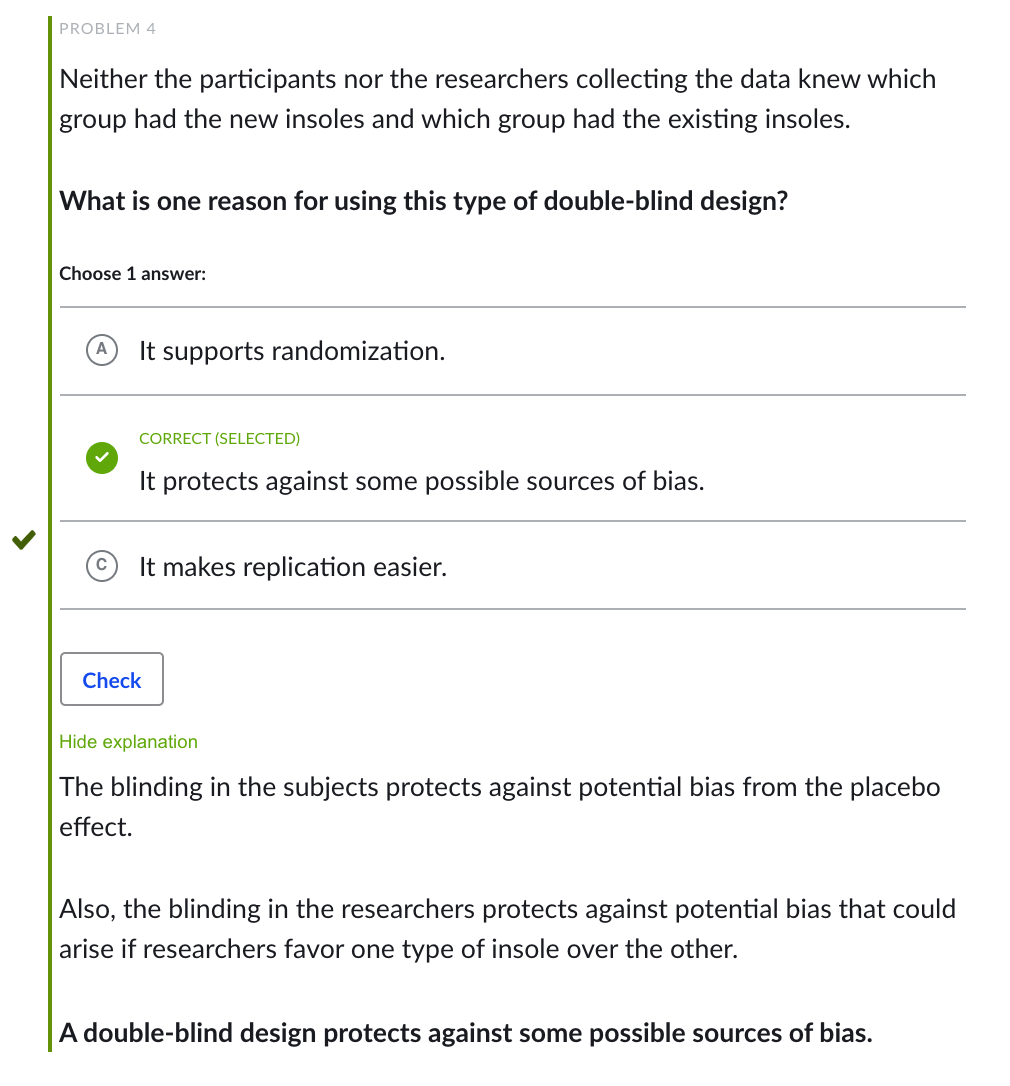 PROBLEM 4
Neither the participants nor the researchers collecting the data knew which
group had the new insoles and which group had the existing insoles.
What is one reason for using this type of double-blind design?
Choose 1 answer:
A It supports randomization.
CORRECT (SELECTED)
It protects against some possible sources of bias.
C It makes replication easier.
Check
Hide explanation
The blinding in the subjects protects against potential bias from the placebo
effect.
Also, the blinding in the researchers protects against potential bias that could
arise if researchers favor one type of insole over the other.
A double-blind design protects against some possible sources of bias.